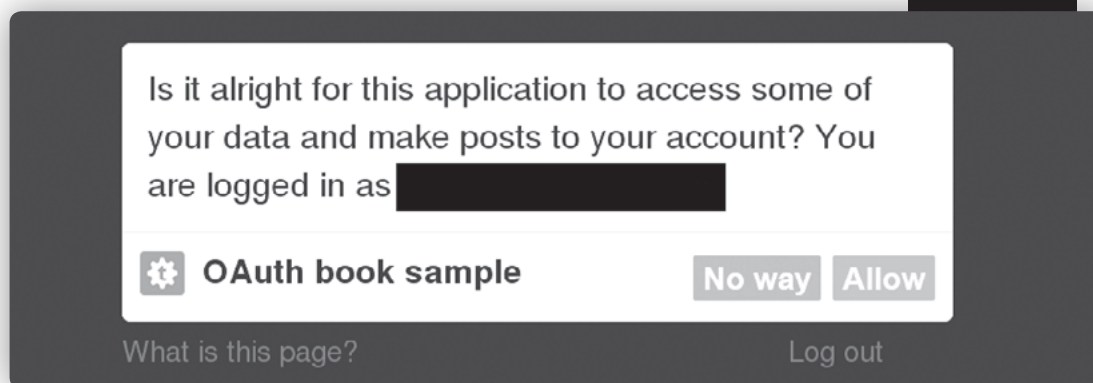 Is it alright for this application to access some of
your data and make posts to your account? You
are logged in as
t
OAuth book sample
No way
Allow
What is this page?
Log out